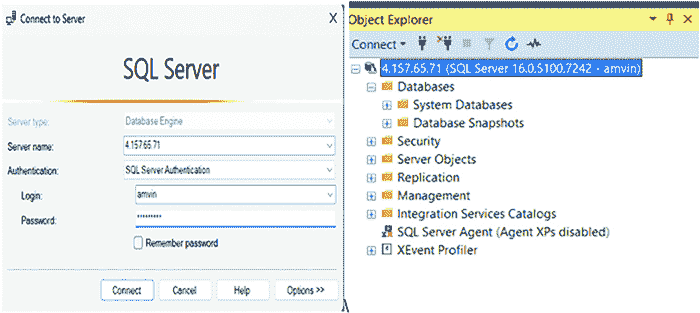 Connect to Server
SQL Server
Server type: Database Engine
Server name: 4.157.65.71
Authentication: SQL Server Authentication
Login: amvin
Password: *********
Remember password
Connect Cancel Help Options >>
Object Explorer
Connect
4.157.65.71 (SQL Server 16.0.5100.7242 - amvin)
Databases
System Databases
Database Snapshots
Security
Server Objects
Replication
Management
Integration Services Catalogs
SQL Server Agent (Agent XPs disabled)
XEvent Profiler